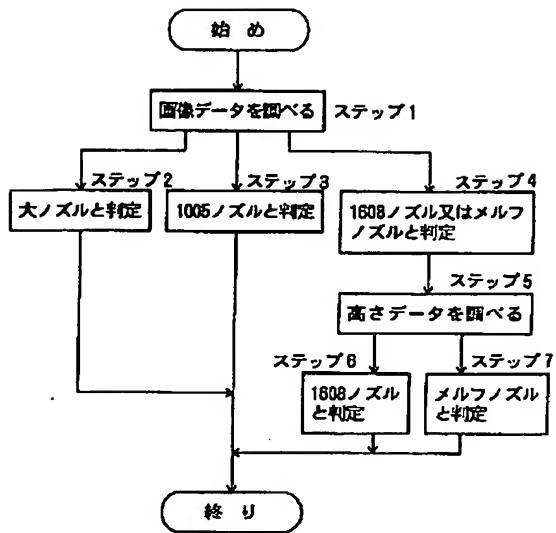 始め
画像データを調べる
ステップ1
ステップ2
大ノズルと判定
ステップ3
1005ノズルと判定
ステップ4
1608ノズル又はメルフ
ノズルと判定
ステップ5
高さデータを調べる
ステップ6
1608ノズル
と判定
ステップ7
メルフノズル
と判定
終り